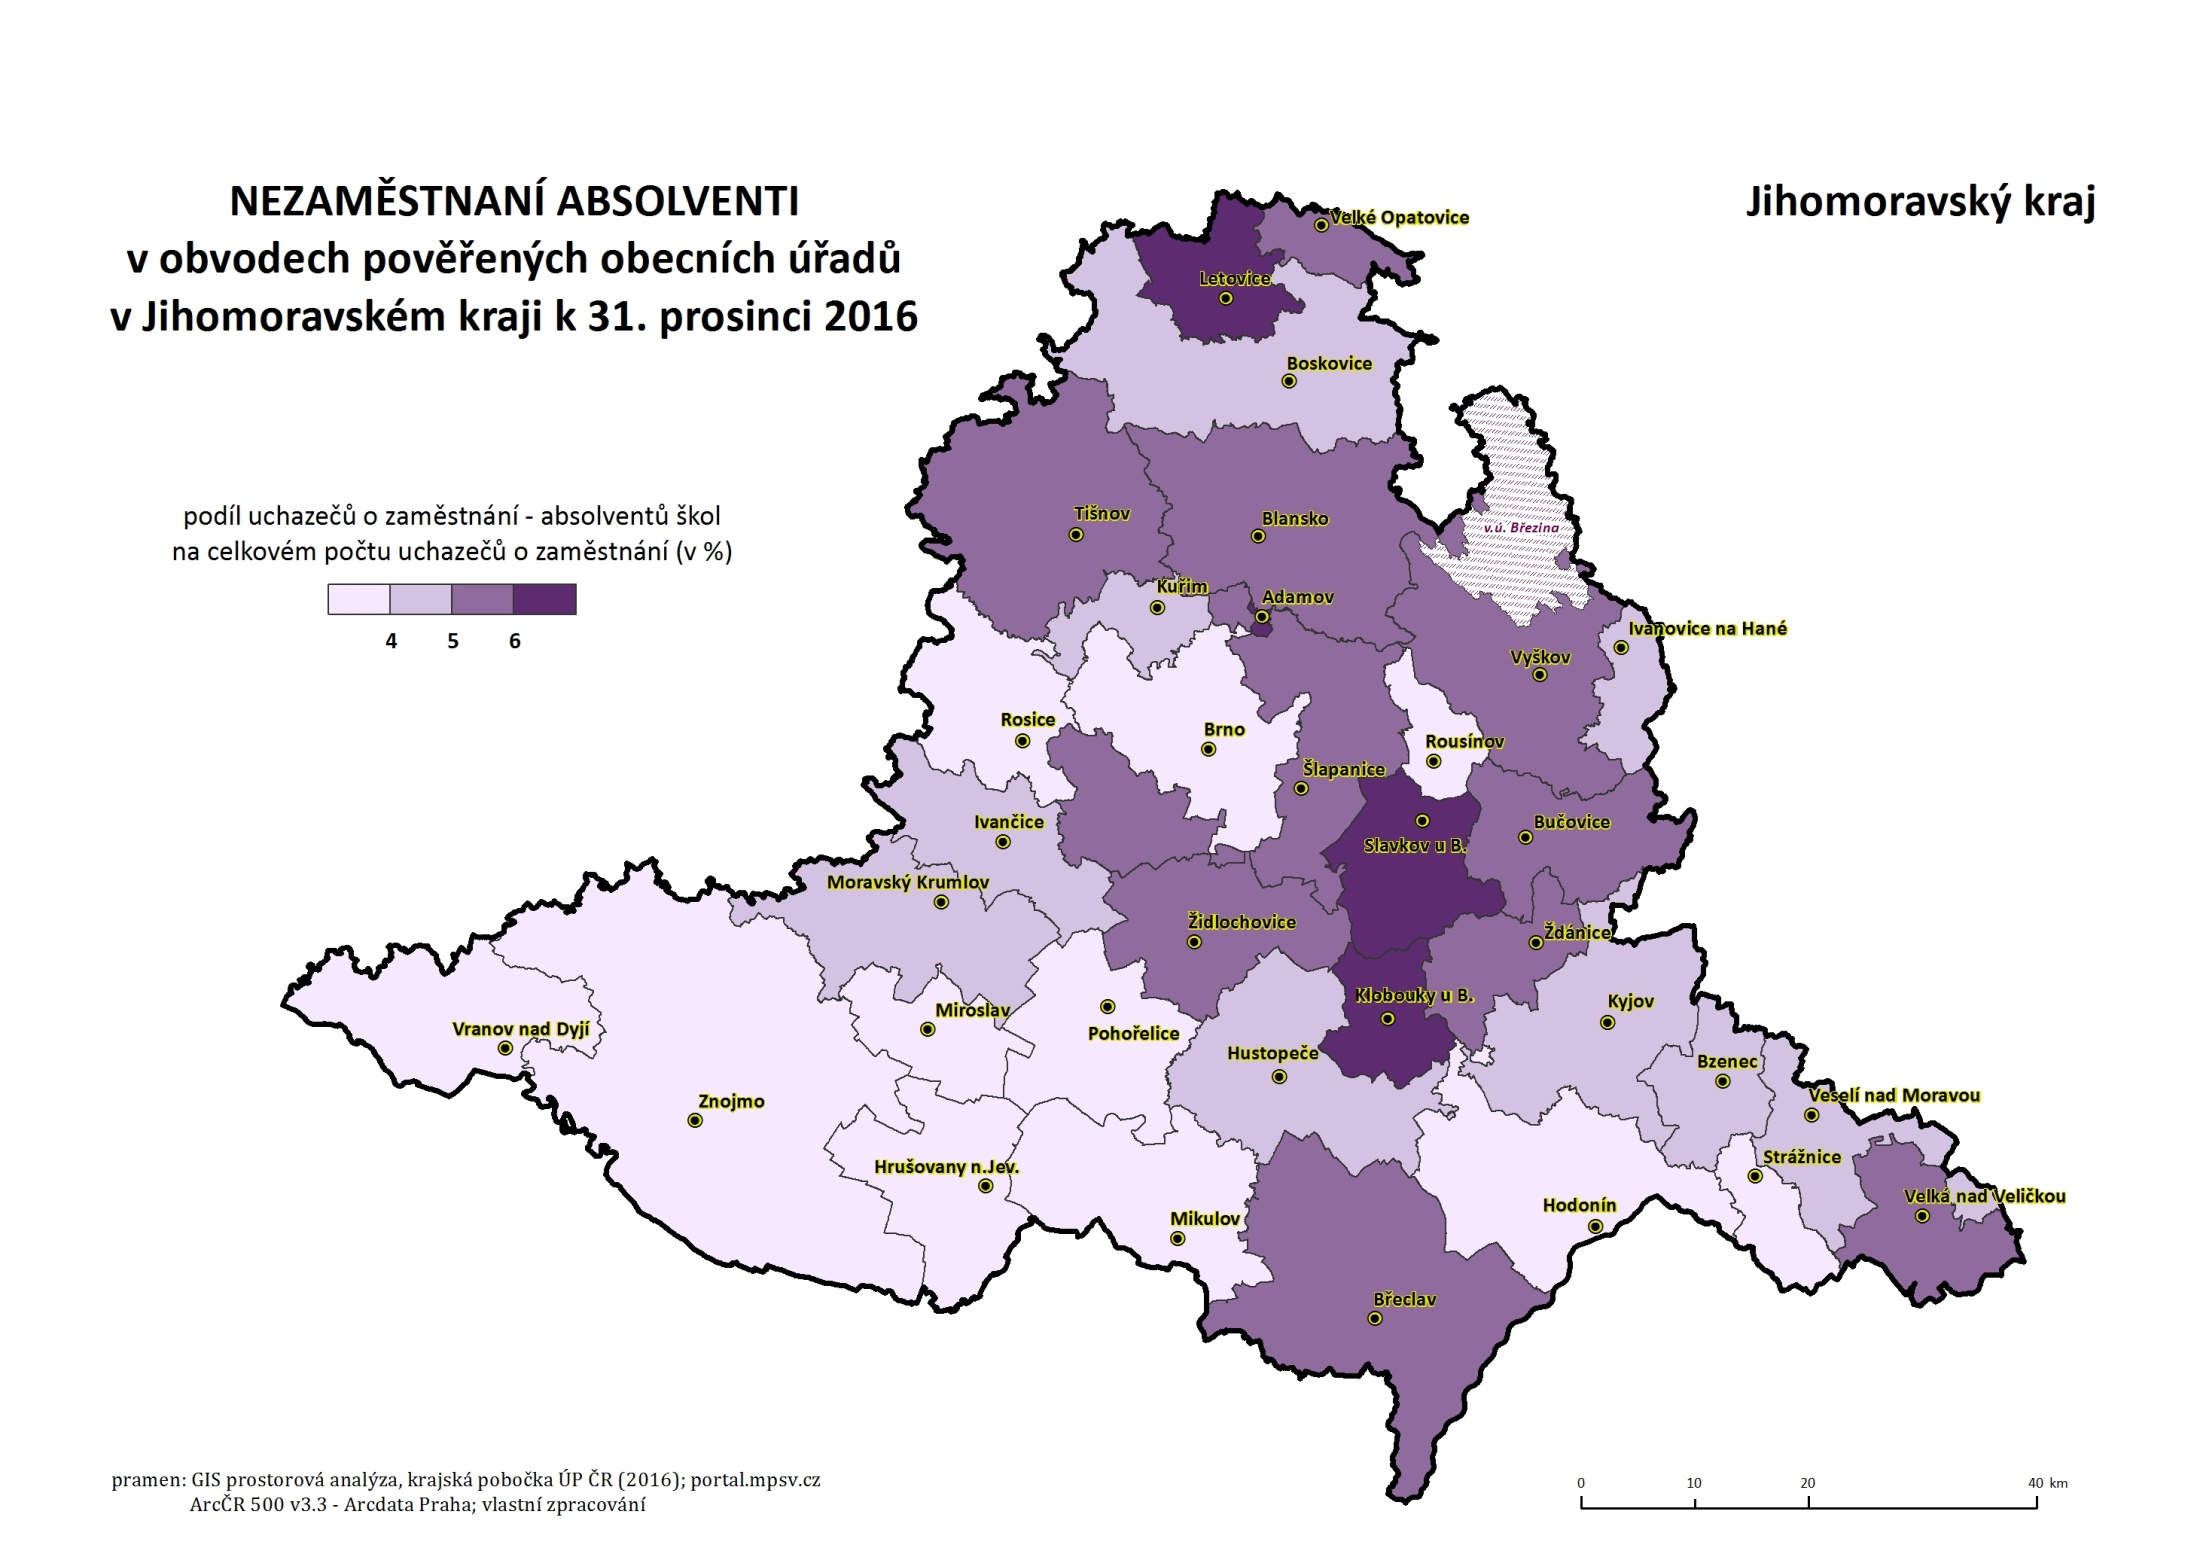 NEZAMĚSTNANÍ ABSOLVENTI
v obvodech pověřených obecních úřadů
v Jihomoravském kraji k 31. prosinci 2016
Jihomoravský kraj
podíl uchazečů o zaměstnání - absolventů škol
na celkovém počtu uchazečů o zaměstnání (v %)
4 5 6
Velké Opatovice
Letovice
Boskovice
Tišnov
Blansko
v.ú. Březina
Kuřim
Adamov
Ivanovice na Hané
Vyškov
Rosice
Brno
Rousínov
Šlapanice
Ivančice
Bučovice
Slavkov u B.
Moravský Krumlov
Židlochovice
Ždánice
Klobouky u B.
Kyjov
Miroslav
Vranov nad Dyjí
Pohořelice
Hustopeče
Bzenec
Znojmo
Veselí nad Moravou
Hrušovany n.Jev.
Strážnice
Velká nad Veličkou
Hodonín
Mikulov
Břeclav
pramen: GIS prostorová analýza, krajská pobočka ÚP ČR (2016); portal.mpsv.cz
ArcČR 500 v3.3 - Arcdata Praha; vlastní zpracování
0 10 20 40 km